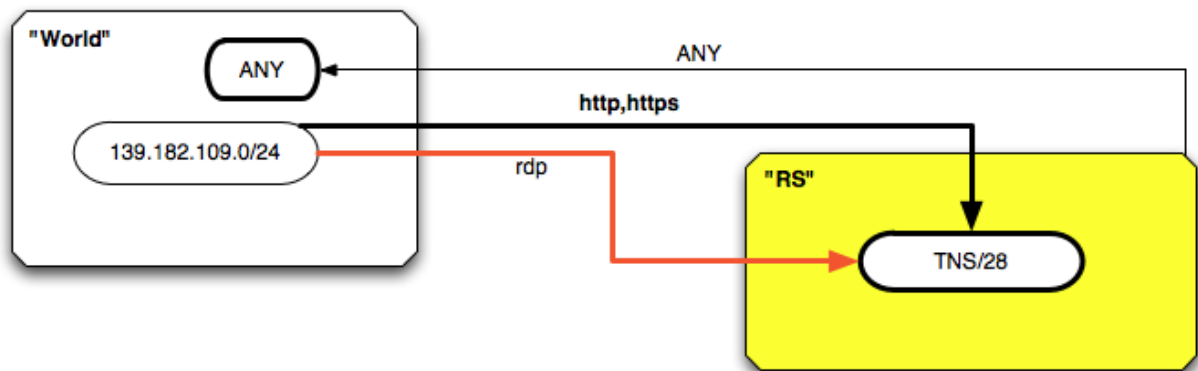 "World"
ANY
ANY
http,https
139.182.109.0/24
rdp
"RS"
TNS/28